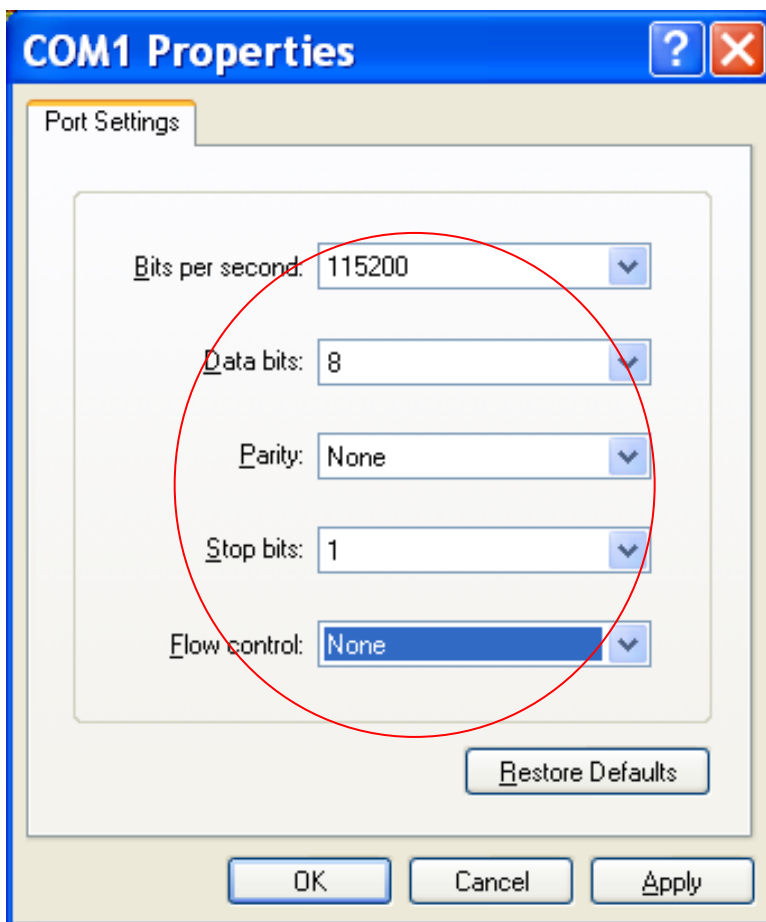 COM1 Properties
Port Settings
Bits per second: 115200
Data bits: 8
Parity: None
Stop bits: 1
Flow control: None
Restore Defaults
OK Cancel Apply